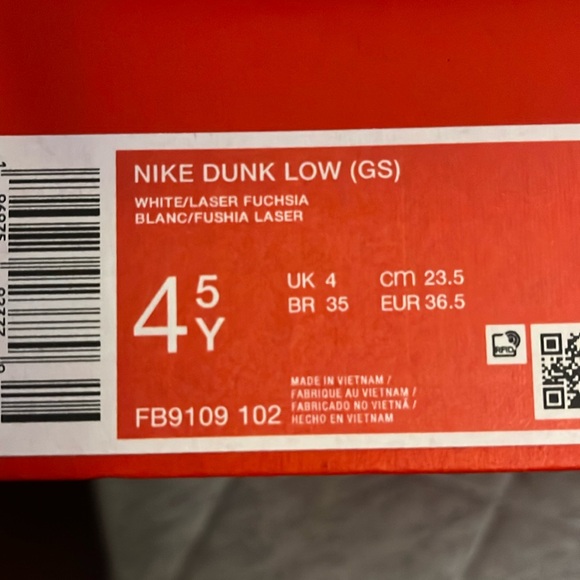 NIKE DUNK LOW (GS)
WHITE/LASER FUCHSIA
BLANC/FUSHIA LASER
4 5 Y
UK 4 cm 23.5
BR 35 EUR 36.5
MADE IN VIETNAM /
FABRIQUE AU VIETNAM /
FABRICADO NO VIETNÃ /
HECHO EN VIETNAM
FB9109 102
RFID